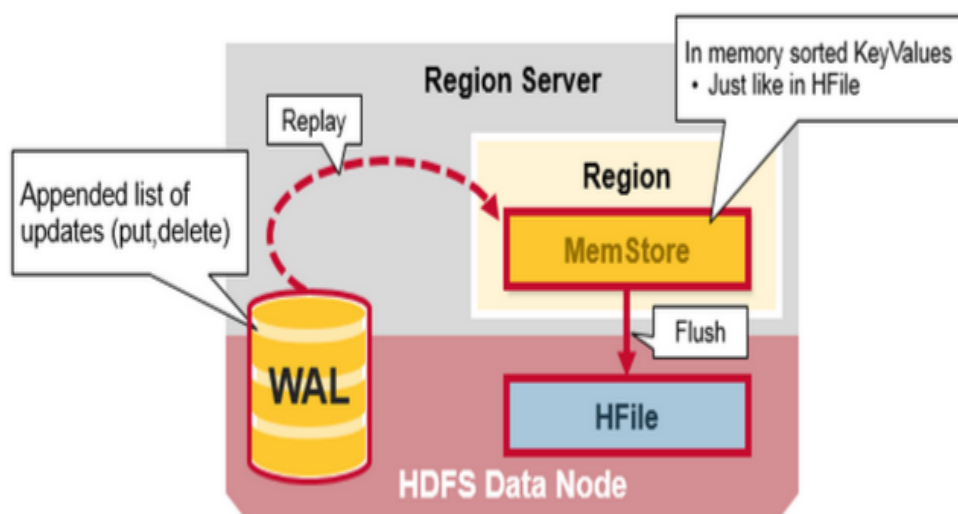 Region Server
In memory sorted KeyValues
• Just like in HFile
Replay
Appended list of
updates (put,delete)
Region
MemStore
Flush
WAL
HFile
HDFS Data Node